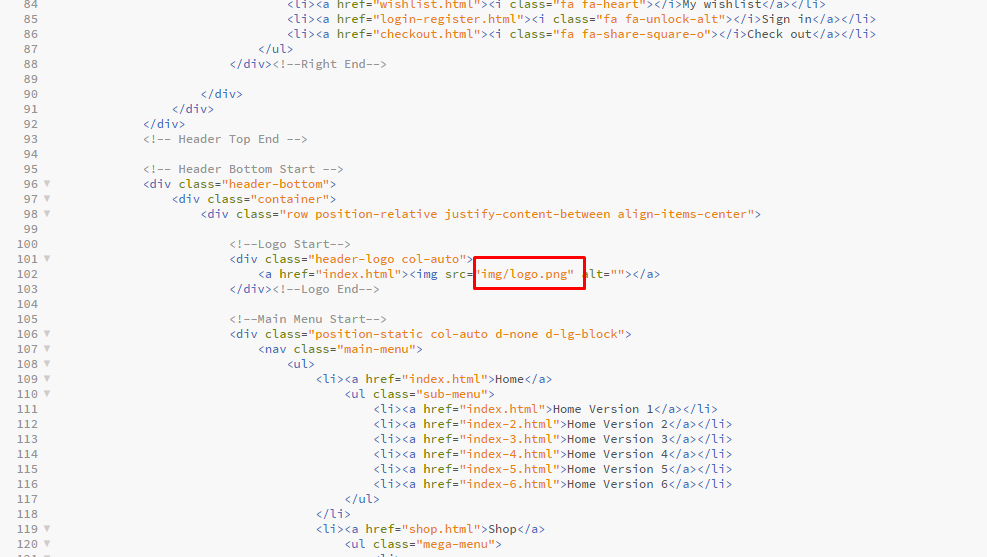 84 <li><a href="wishlist.html"><i class="fa fa-heart"></i>My wishlist</a></li>
85 <li><a href="login-register.html"><i class="fa fa-unlock-alt"></i>Sign in</a></li>
86 <li><a href="checkout.html"><i class="fa fa-share-square-o"></i>Check out</a></li>
87 </ul>
88 </div><!--Right End-->
89
90 </div>
91 </div>
92 </div>
93 <!-- Header Top End -->
94
95 <!-- Header Bottom Start -->
96 <div class="header-bottom">
97 <div class="container">
98 <div class="row position-relative justify-content-between align-items-center">
99
100 <!--Logo Start-->
101 <div class="header-logo col-auto">
102 <a href="index.html"><img src="img/logo.png" alt=""></a>
103 </div><!--Logo End-->
104
105 <!--Main Menu Start-->
106 <div class="position-static col-auto d-none d-lg-block">
107 <nav class="main-menu">
108 <ul>
109 <li><a href="index.html">Home</a>
110 <ul class="sub-menu">
111 <li><a href="index.html">Home Version 1</a></li>
112 <li><a href="index-2.html">Home Version 2</a></li>
113 <li><a href="index-3.html">Home Version 3</a></li>
114 <li><a href="index-4.html">Home Version 4</a></li>
115 <li><a href="index-5.html">Home Version 5</a></li>
116 <li><a href="index-6.html">Home Version 6</a></li>
117 </ul>
118 </li>
119 <li><a href="shop.html">Shop</a>
120 <ul class="mega-menu">